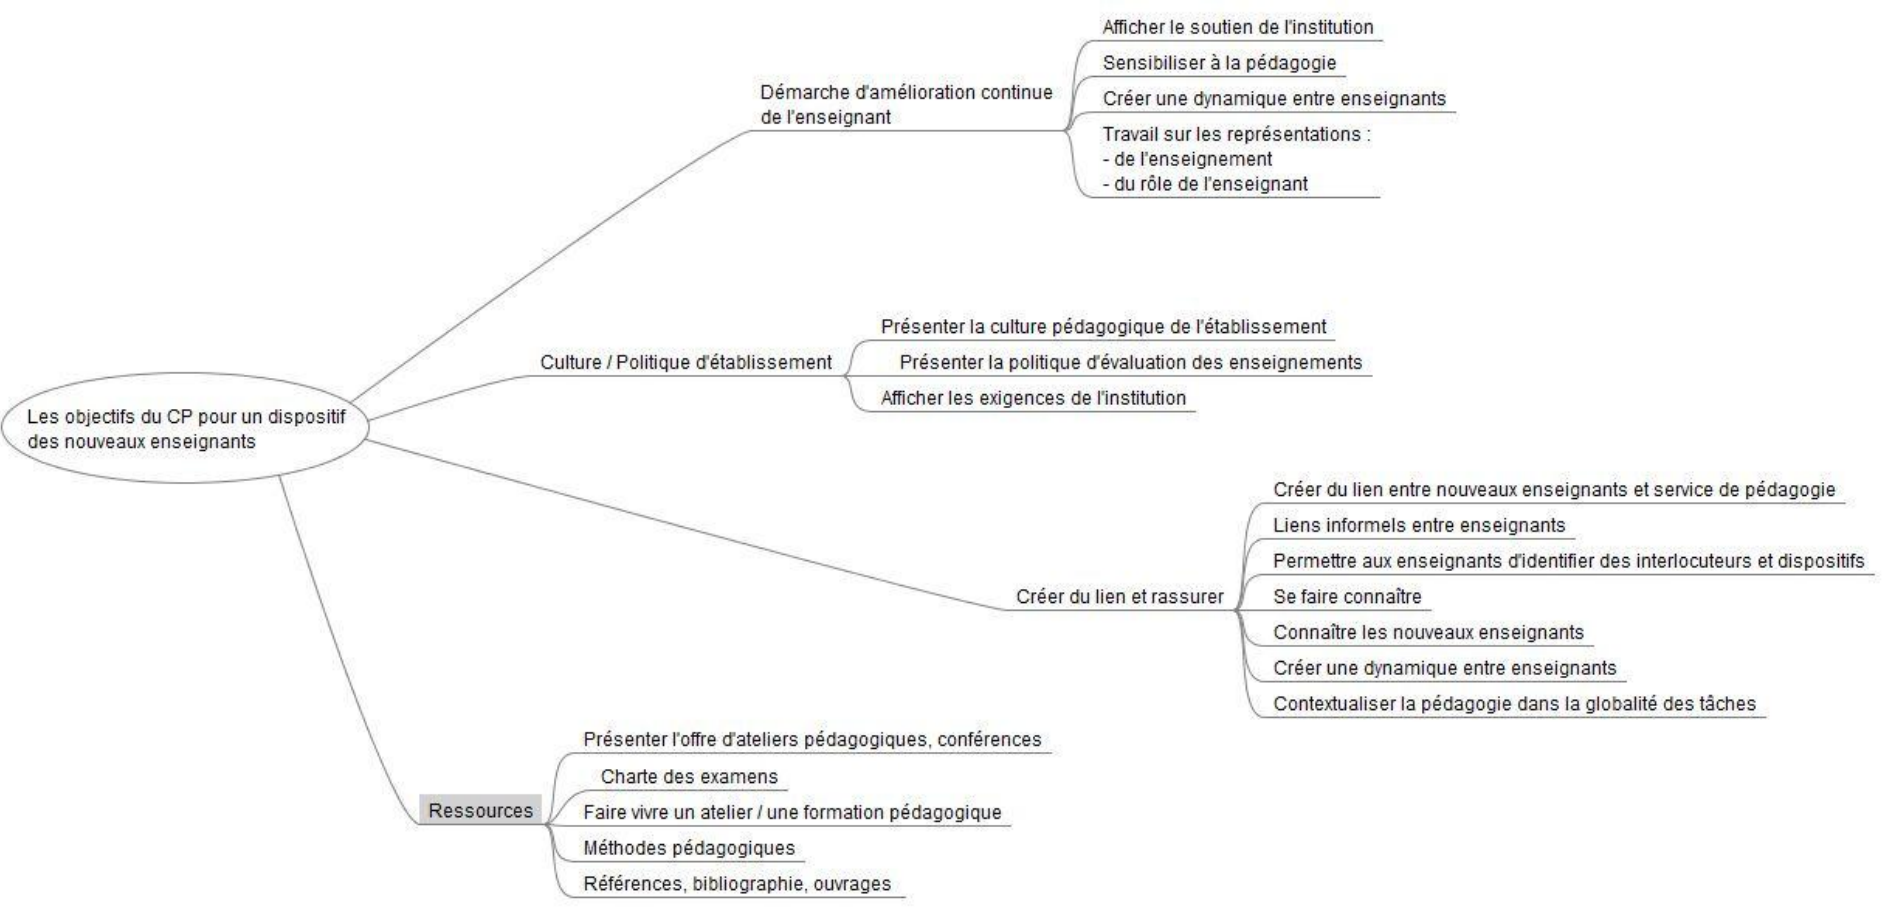 Les objectifs du CP pour un dispositif
des nouveaux enseignants
Démarche d'amélioration continue
de l'enseignant
Afficher le soutien de l'institution
Sensibiliser à la pédagogie
Créer une dynamique entre enseignants
Travail sur les représentations :
- de l'enseignement
- du rôle de l'enseignant
Culture / Politique d'établissement
Présenter la culture pédagogique de l'établissement
Présenter la politique d'évaluation des enseignements
Afficher les exigences de l'institution
Créer du lien et rassurer
Créer du lien entre nouveaux enseignants et service de pédagogie
Liens informels entre enseignants
Permettre aux enseignants d'identifier des interlocuteurs et dispositifs
Se faire connaître
Connaître les nouveaux enseignants
Créer une dynamique entre enseignants
Contextualiser la pédagogie dans la globalité des tâches
Ressources
Présenter l'offre d'ateliers pédagogiques, conférences
Charte des examens
Faire vivre un atelier / une formation pédagogique
Méthodes pédagogiques
Références, bibliographie, ouvrages